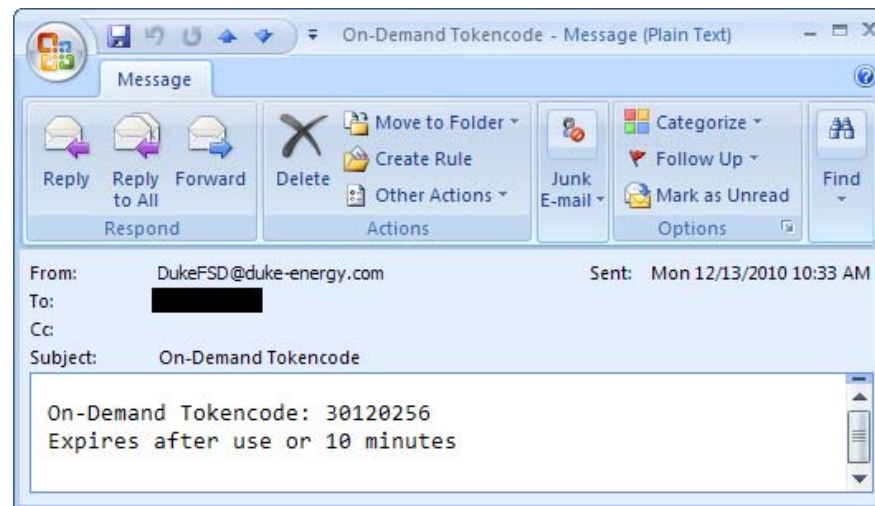 On-Demand Tokencode - Message (Plain Text)
Message
Reply
Reply to All
Forward
Respond
Delete
Move to Folder
Create Rule
Other Actions
Actions
Junk E-mail
Categorize
Follow Up
Mark as Unread
Options
Find
From: DukeFSD@duke-energy.com Sent: Mon 12/13/2010 10:33 AM
To:
Cc:
Subject: On-Demand Tokencode
On-Demand Tokencode: 30120256
Expires after use or 10 minutes